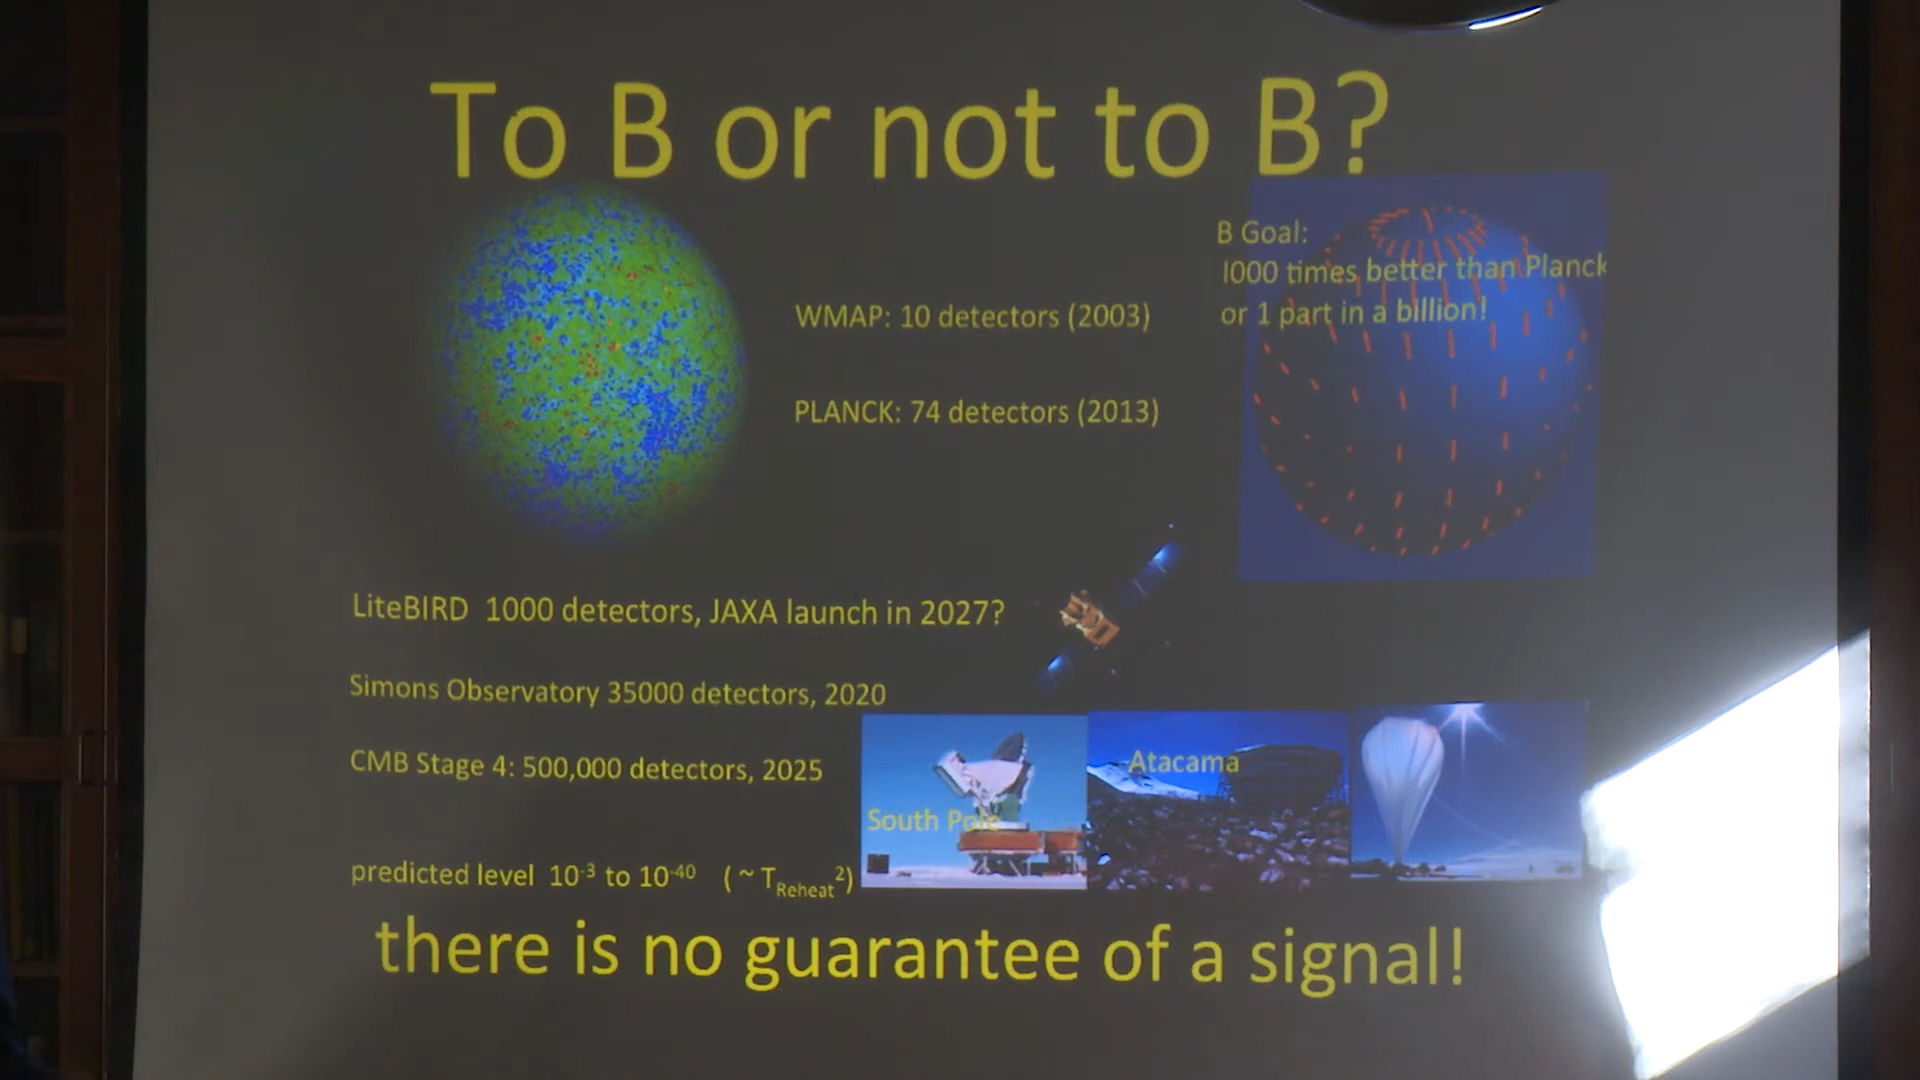 To B or not to B?
B Goal:
1000 times better than Planck
or 1 part in a billion!
WMAP: 10 detectors (2003)
PLANCK: 74 detectors (2013)
LiteBIRD 1000 detectors, JAXA launch in 2027?
Simons Observatory 35000 detectors, 2020
CMB Stage 4: 500,000 detectors, 2025
Atacama
South Pole
predicted level 10⁻³ to 10⁻⁴⁰ ( ~ T_Reheat²)
there is no guarantee of a signal!